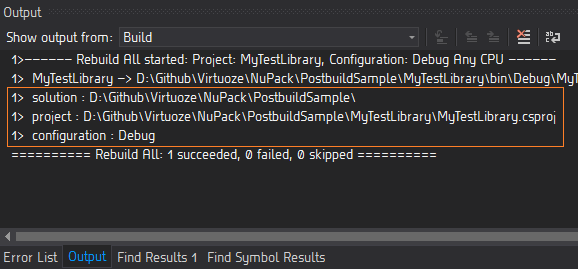 Output
Show output from: Build
1>------ Rebuild All started: Project: MyTestLibrary, Configuration: Debug Any CPU ------
1> MyTestLibrary -> D:\Github\Virtuoze\NuPack\PostbuildSample\MyTestLibrary\bin\Debug\MyT
1> solution : D:\Github\Virtuoze\NuPack\PostbuildSample\
1> project : D:\Github\Virtuoze\NuPack\PostbuildSample\MyTestLibrary\MyTestLibrary.csproj
1> configuration : Debug
========== Rebuild All: 1 succeeded, 0 failed, 0 skipped ==========
Error List Output Find Results 1 Find Symbol Results